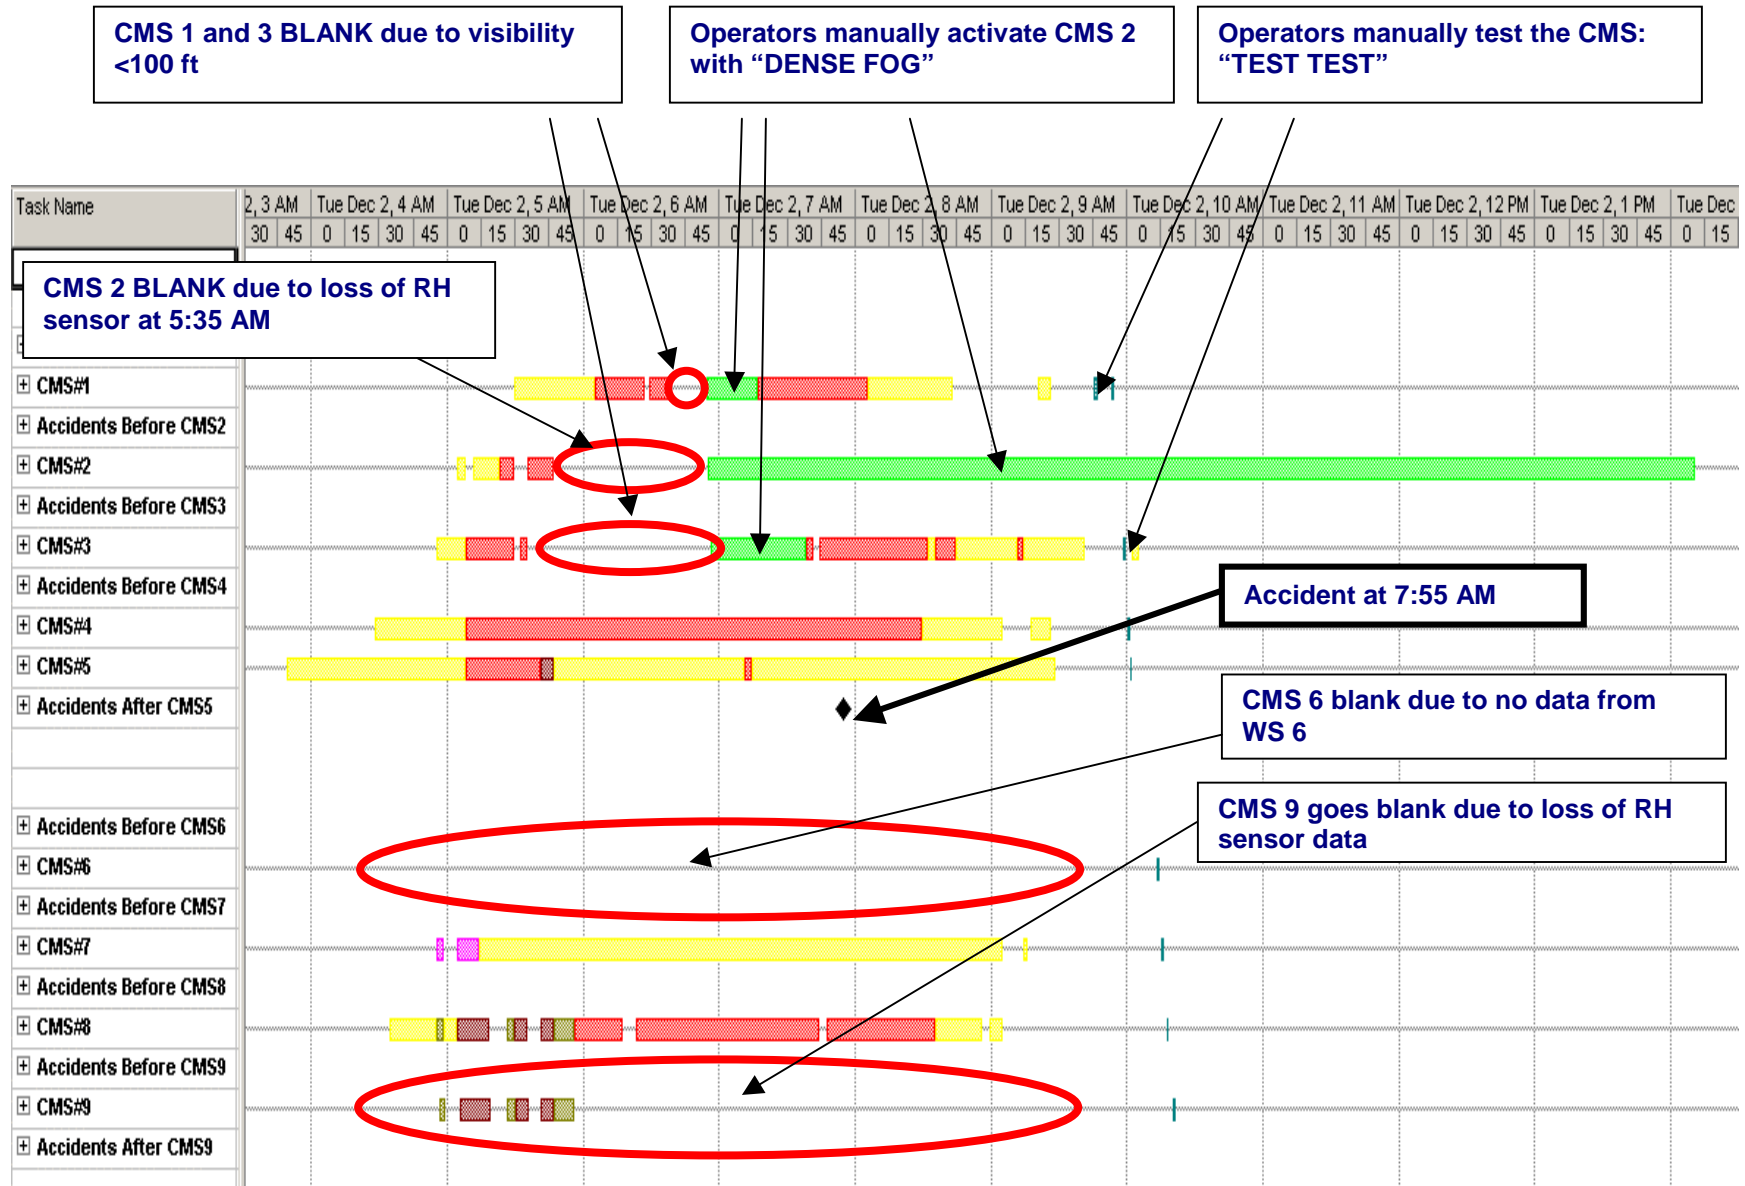 CMS 1 and 3 BLANK due to visibility
<100 ft
Operators manually activate CMS 2
with “DENSE FOG”
Operators manually test the CMS:
“TEST TEST”
Task Name
2, 3 AM Tue Dec 2, 4 AM Tue Dec 2, 5 AM Tue Dec 2, 6 AM Tue Dec 2, 7 AM Tue Dec 2, 8 AM Tue Dec 2, 9 AM Tue Dec 2, 10 AM Tue Dec 2, 11 AM Tue Dec 2, 12 PM Tue Dec 2, 1 PM Tue Dec
30 45 0 15 30 45 0 15 30 45 0 15 30 45 0 15 30 45 0 15 30 45 0 15 30 45 0 15 30 45 0 15 30 45 0 15 30 45 0 15 30 45 0 15
CMS 2 BLANK due to loss of RH
sensor at 5:35 AM
CMS#1
Accidents Before CMS2
CMS#2
Accidents Before CMS3
CMS#3
Accidents Before CMS4
Accident at 7:55 AM
CMS#4
CMS#5
Accidents After CMS5
CMS 6 blank due to no data from
WS 6
CMS 9 goes blank due to loss of RH
sensor data
Accidents Before CMS6
CMS#6
Accidents Before CMS7
CMS#7
Accidents Before CMS8
CMS#8
Accidents Before CMS9
CMS#9
Accidents After CMS9